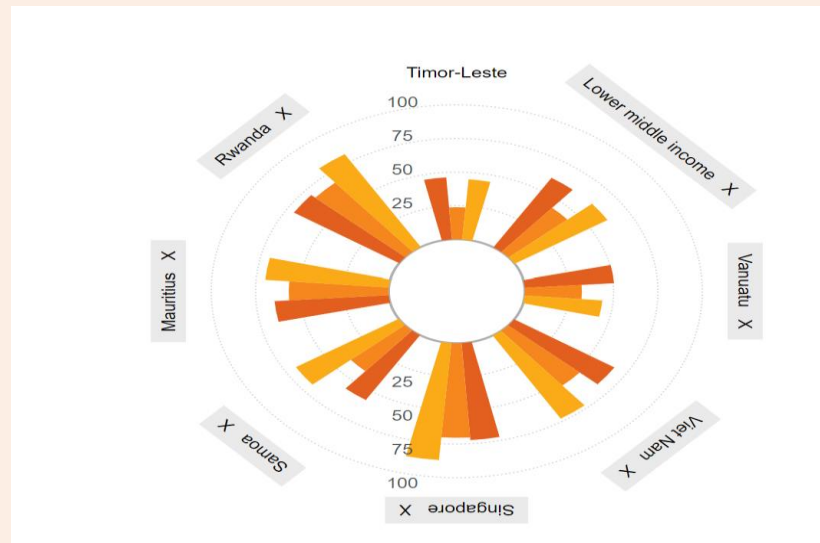 Timor-Leste
Lower middle income X
Vanuatu X
Viet Nam X
Singapore X
Samoa X
Mauritius X
Rwanda X
100
75
50
25
25
50
75
100